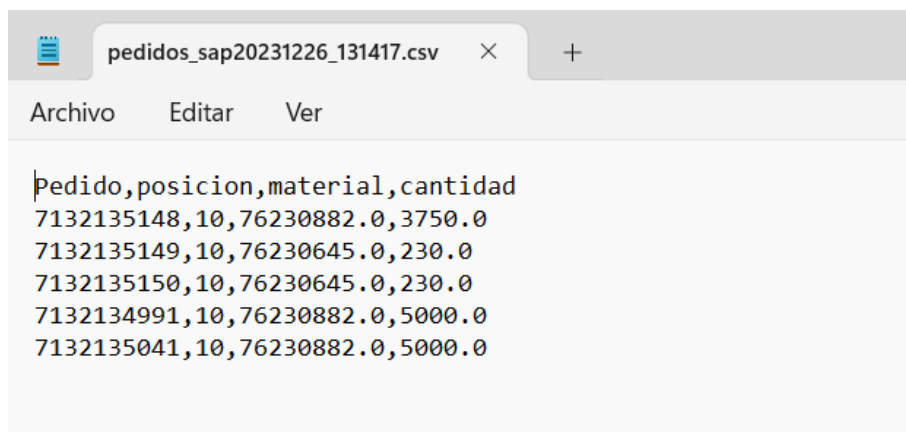 pedidos_sap20231226_131417.csv
Archivo Editar Ver
Pedido,posicion,material,cantidad
7132135148,10,76230882.0,3750.0
7132135149,10,76230645.0,230.0
7132135150,10,76230645.0,230.0
7132134991,10,76230882.0,5000.0
7132135041,10,76230882.0,5000.0